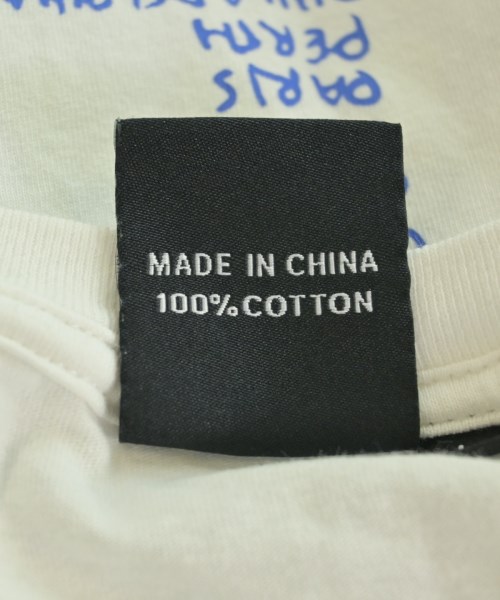 PARIS
PERTH
MADE IN CHINA
100% COTTON